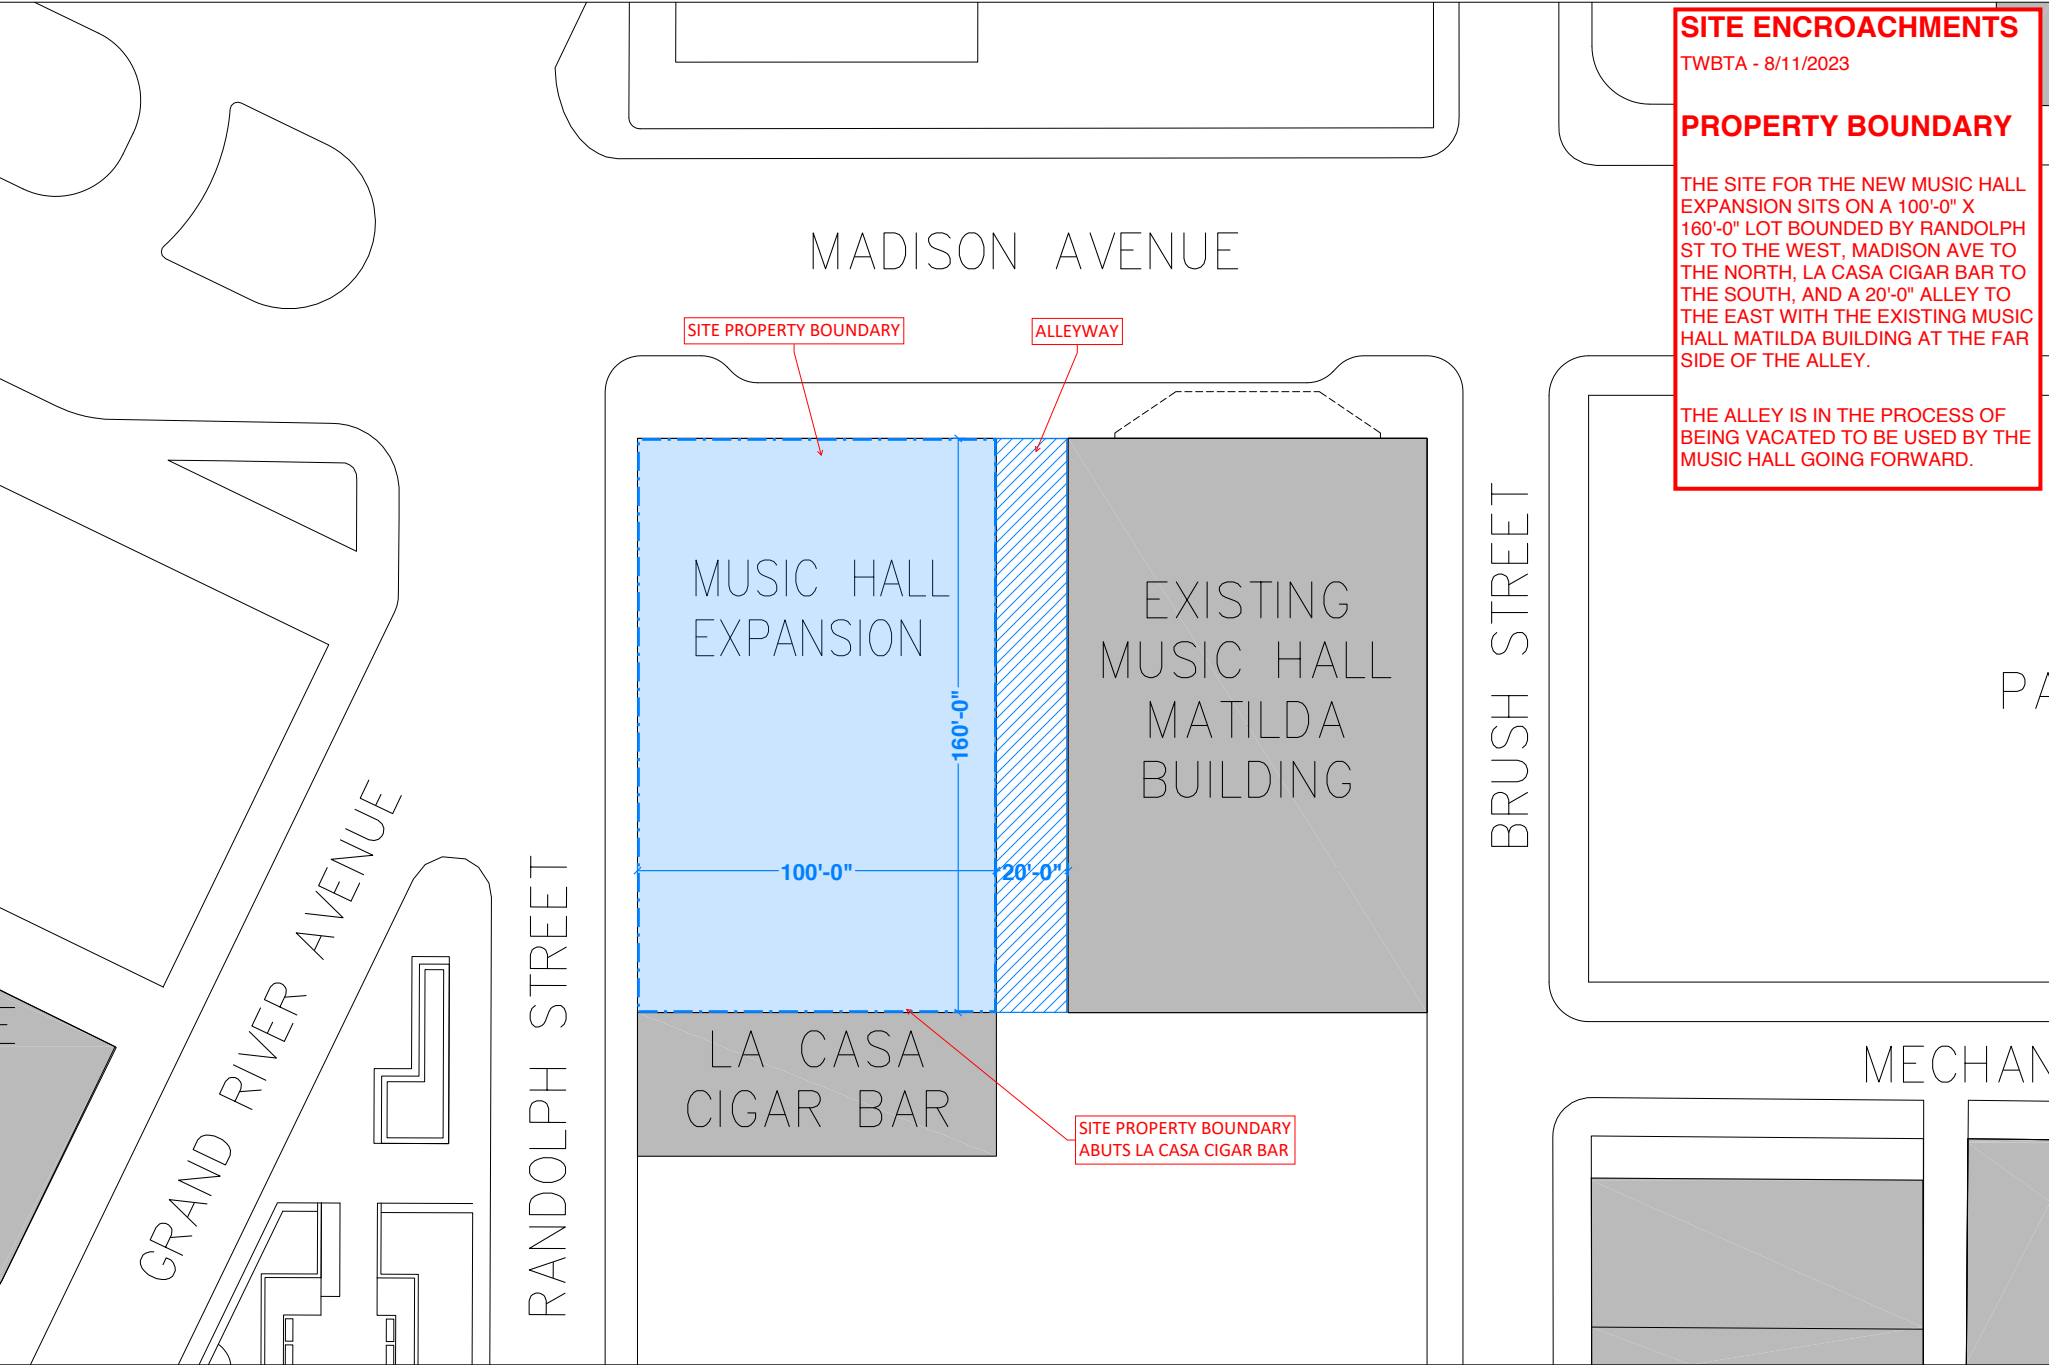 SITE ENCROACHMENTS
TWBTA - 8/11/2023
PROPERTY BOUNDARY
THE SITE FOR THE NEW MUSIC HALL
EXPANSION SITS ON A 100'-0" X
160'-0" LOT BOUNDED BY RANDOLPH
ST TO THE WEST, MADISON AVE TO
THE NORTH, LA CASA CIGAR BAR TO
THE SOUTH, AND A 20'-0" ALLEY TO
THE EAST WITH THE EXISTING MUSIC
HALL MATILDA BUILDING AT THE FAR
SIDE OF THE ALLEY.
THE ALLEY IS IN THE PROCESS OF
BEING VACATED TO BE USED BY THE
MUSIC HALL GOING FORWARD.
MADISON AVENUE
SITE PROPERTY BOUNDARY
ALLEYWAY
MUSIC HALL
EXPANSION
EXISTING
MUSIC HALL
MATILDA
BUILDING
160'-0"
100'-0"
20'-0"
BRUSH STREET
PA
GRAND RIVER AVENUE
RANDOLPH STREET
E
LA CASA
CIGAR BAR
SITE PROPERTY BOUNDARY
ABUTS LA CASA CIGAR BAR
MECHAN